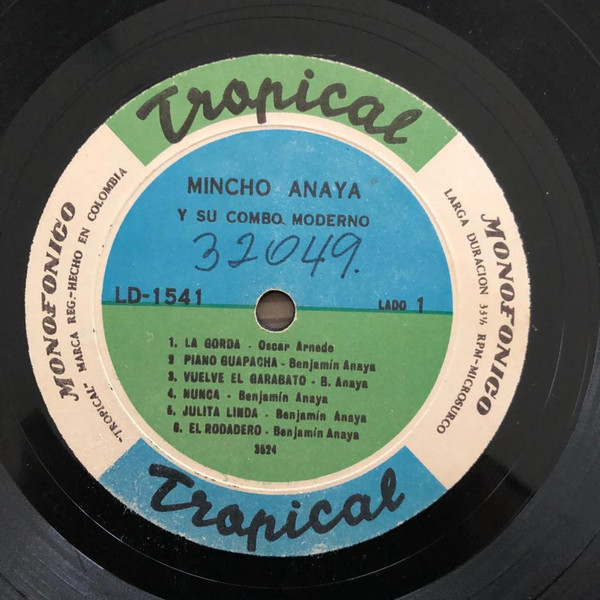 Tropical
MINCHO ANAYA
Y SU COMBO MODERNO
32049.
LD-1541
LADO 1
1. LA GORDA - Oscar Arnedo
2 PIANO GUAPACHA - Benjamín Anaya
3. VUELVE EL GARABATO - B. Anaya
4. NUNCA - Benjamín Anaya
5. JULITA LINDA - Benjamín Anaya
6. EL RODADERO - Benjamín Anaya
3524
MONOFONICO
"TROPICAL" MARCA REG.-HECHO EN COLOMBIA
MONOFONICO
LARGA DURACION 33⅓ RPM-MICROSURCO
Tropical